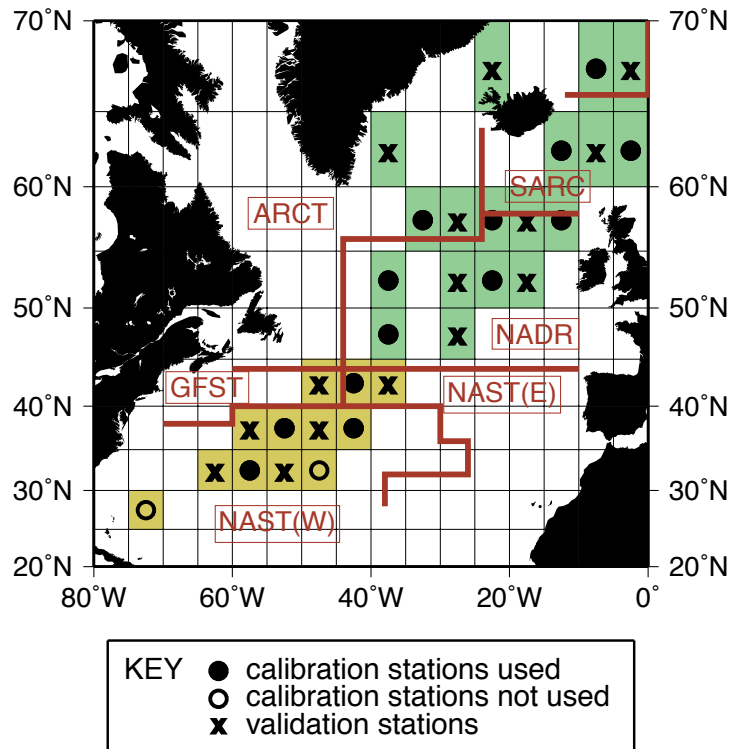 70˚N 70˚N
SARC
60˚N 60˚N
ARCT
50˚N 50˚N
NADR
GFST NAST(E)
40˚N 40˚N
30˚N 30˚N
NAST(W)
20˚N 20˚N
80˚W 60˚W 40˚W 20˚W 0˚
KEY calibration stations used
calibration stations not used
x validation stations